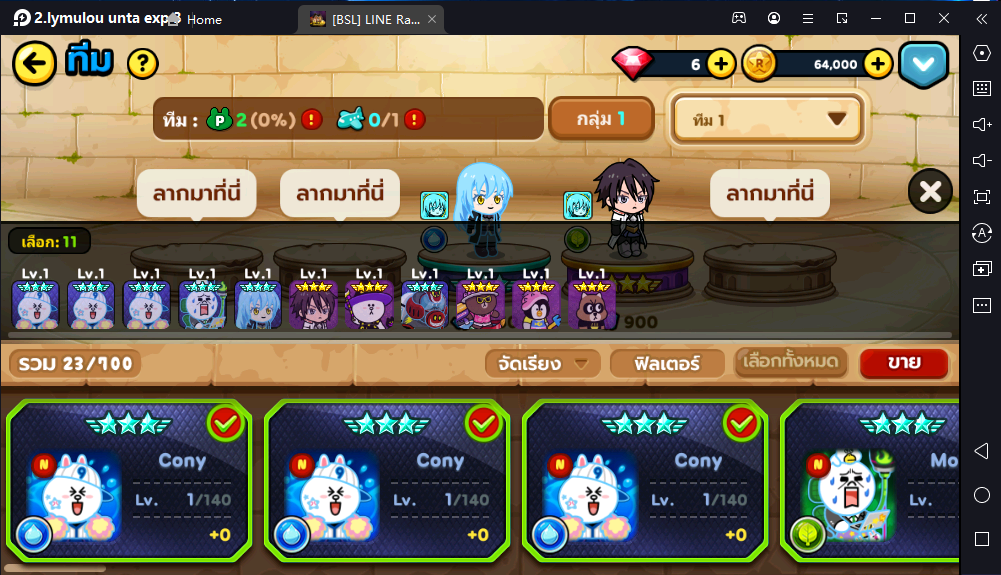 2.lymulou unta exp 3
Home
[BSL] LINE Ra...
ทีม
?
6
R
64,000
ทีม : P 2 (0%) ! 0/1 !
กลุ่ม 1
ทีม 1
ลากมาที่นี่
ลากมาที่นี่
ลากมาที่นี่
เลือก: 11
Lv.1 Lv.1 Lv.1 Lv.1 Lv.1 Lv.1 Lv.1 Lv.1 Lv.1 Lv.1 Lv.1
900
รวม 23/700
จัดเรียง
ฟิลเตอร์
เลือกทั้งหมด
ขาย
N Cony
Lv. 1/140
+0
N Cony
Lv. 1/140
+0
N Cony
Lv. 1/140
+0
N Mo
Lv.